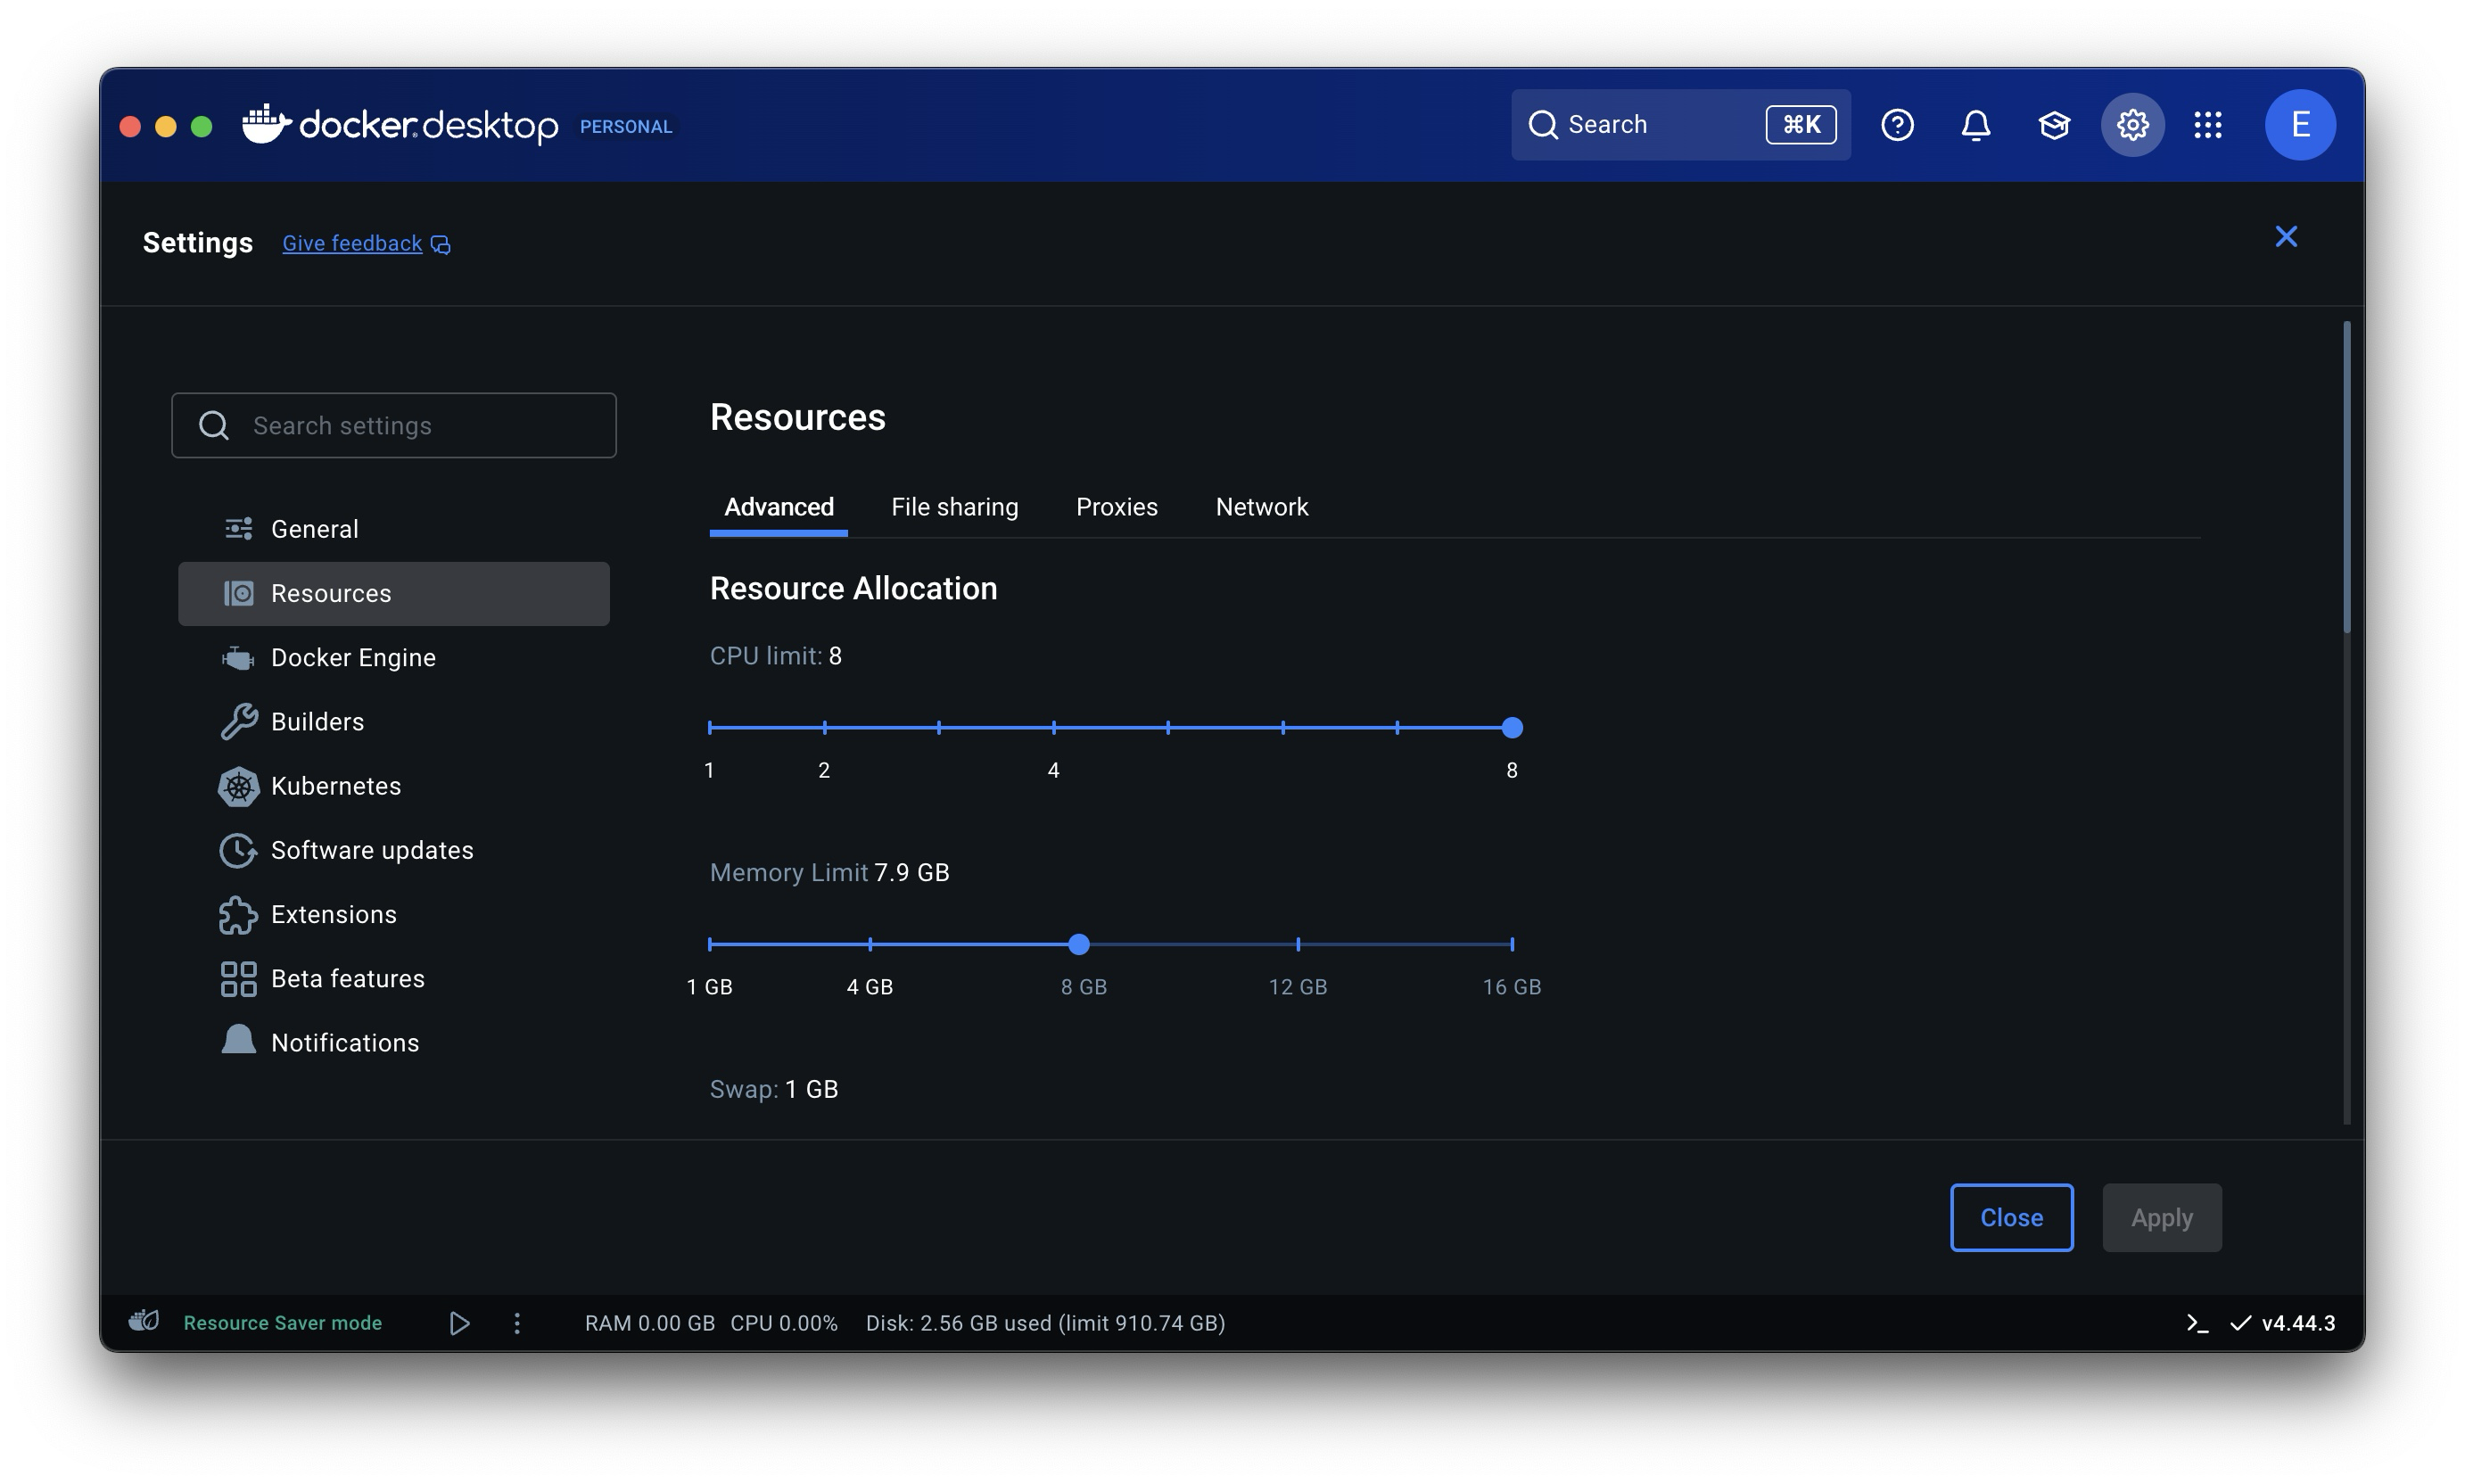 docker desktop PERSONAL Search ⌘K E
Settings Give feedback
Search settings
General
Resources
Docker Engine
Builders
Kubernetes
Software updates
Extensions
Beta features
Notifications
Resources
Advanced File sharing Proxies Network
Resource Allocation
CPU limit: 8
1 2 4 8
Memory Limit 7.9 GB
1 GB 4 GB 8 GB 12 GB 16 GB
Swap: 1 GB
Close Apply
Resource Saver mode RAM 0.00 GB CPU 0.00% Disk: 2.56 GB used (limit 910.74 GB) v4.44.3